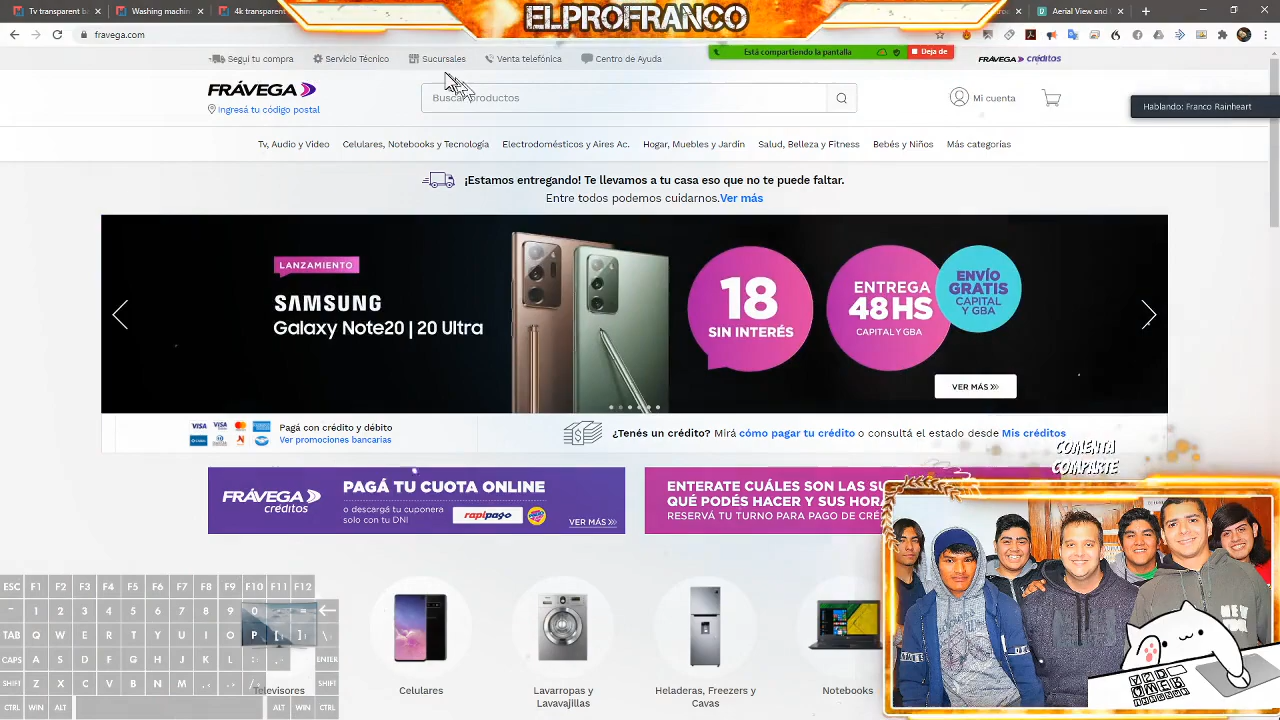 Tv transparent b
Washing machin
4k transparent
ELPROFRANCO
Aerial View and
fravega.com
Está compartiendo la pantalla
Deja de
tu compra
Servicio Técnico
Sucursales
Venta telefónica
Centro de Ayuda
FRÁVEGA créditos
FRÁVEGA
Ingresá tu código postal
Buscar productos
Mi cuenta
Hablando: Franco Rainheart
Tv, Audio y Video
Celulares, Notebooks y Tecnología
Electrodomésticos y Aires Ac.
Hogar, Muebles y Jardín
Salud, Belleza y Fitness
Bebés y Niños
Más categorías
¡Estamos entregando! Te llevamos a tu casa eso que no te puede faltar.
Entre todos podemos cuidarnos.Ver más
LANZAMIENTO
SAMSUNG
Galaxy Note20 | 20 Ultra
18
SIN INTERÉS
ENTREGA
48HS
CAPITAL Y GBA
ENVÍO
GRATIS
CAPITAL
Y GBA
VER MÁS
VISA VISA
Pagá con crédito y débito
Ver promociones bancarias
¿Tenés un crédito? Mirá cómo pagar tu crédito o consultá el estado desde Mis créditos
COMENTA
COMPARTE
FRÁVEGA
créditos
PAGÁ TU CUOTA ONLINE
o descargá tu cuponera
solo con tu DNI
rapipago
VER MÁS
ENTERATE CUÁLES SON LAS SU
QUÉ PODÉS HACER Y SUS HORA
RESERVÁ TU TURNO PARA PAGO DE CRÉ
ESC F1 F2 F3 F4 F5 F6 F7 F8 F9 F10 F11 F12
1 2 3 4 5 6 7 8 9 0 - =
TAB Q W E R T Y U I O P [ ] \
CAPS A S D F G H J K L ENTER
SHIFT Z X C V B N M SHIFT
CTRL WIN ALT ALT WIN CTRL
Televisores
Celulares
Lavarropas y
Lavavajillas
Heladeras, Freezers y
Cavas
Notebooks